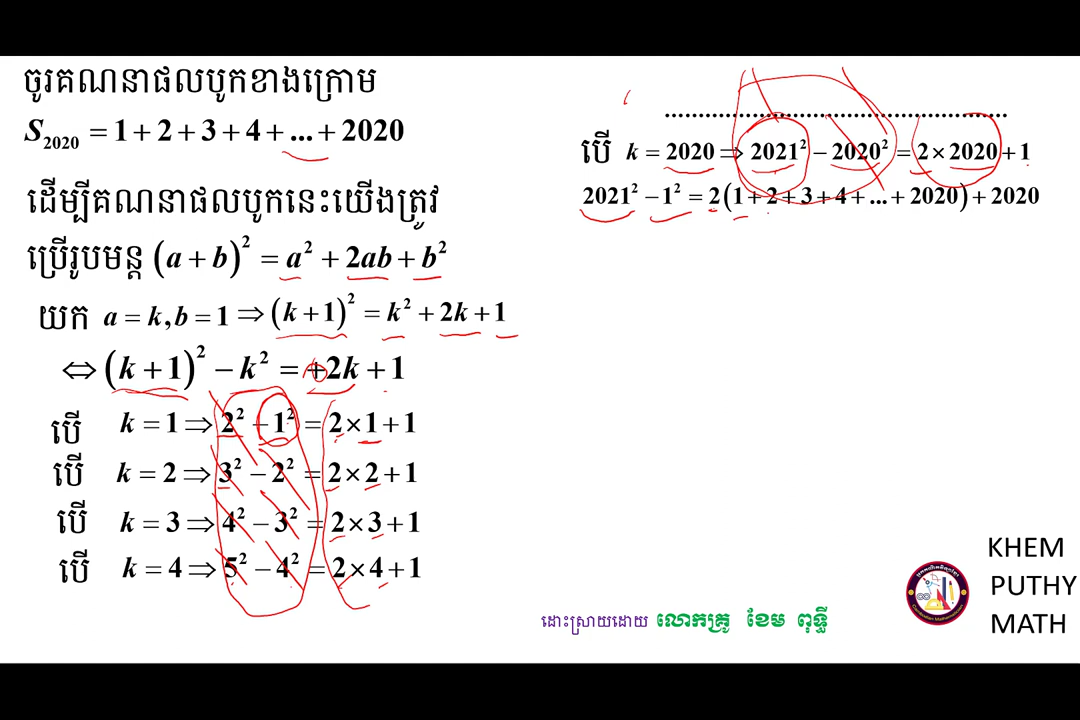 ចូរគណនាផលបូកខាងក្រោម
S₂₀₂₀ = 1 + 2 + 3 + 4 + ... + 2020
ដើម្បីគណនាផលបូកនេះយើងត្រូវ
ប្រើរូបមន្ត (a + b)² = a² + 2ab + b²
យក a = k, b = 1 ⇒ (k + 1)² = k² + 2k + 1
⇔ (k + 1)² − k² = +2k + 1
បើ k = 1 ⇒ 2² − 1² = 2 × 1 + 1
បើ k = 2 ⇒ 3² − 2² = 2 × 2 + 1
បើ k = 3 ⇒ 4² − 3² = 2 × 3 + 1
បើ k = 4 ⇒ 5² − 4² = 2 × 4 + 1
....................................................
បើ k = 2020 ⇒ 2021² − 2020² = 2 × 2020 + 1
2021² − 1² = 2(1 + 2 + 3 + 4 + ... + 2020) + 2020
ដោះស្រាយដោយ លោកគ្រូ ខែម ពុទ្ធី
KHEM
PUTHY
MATH